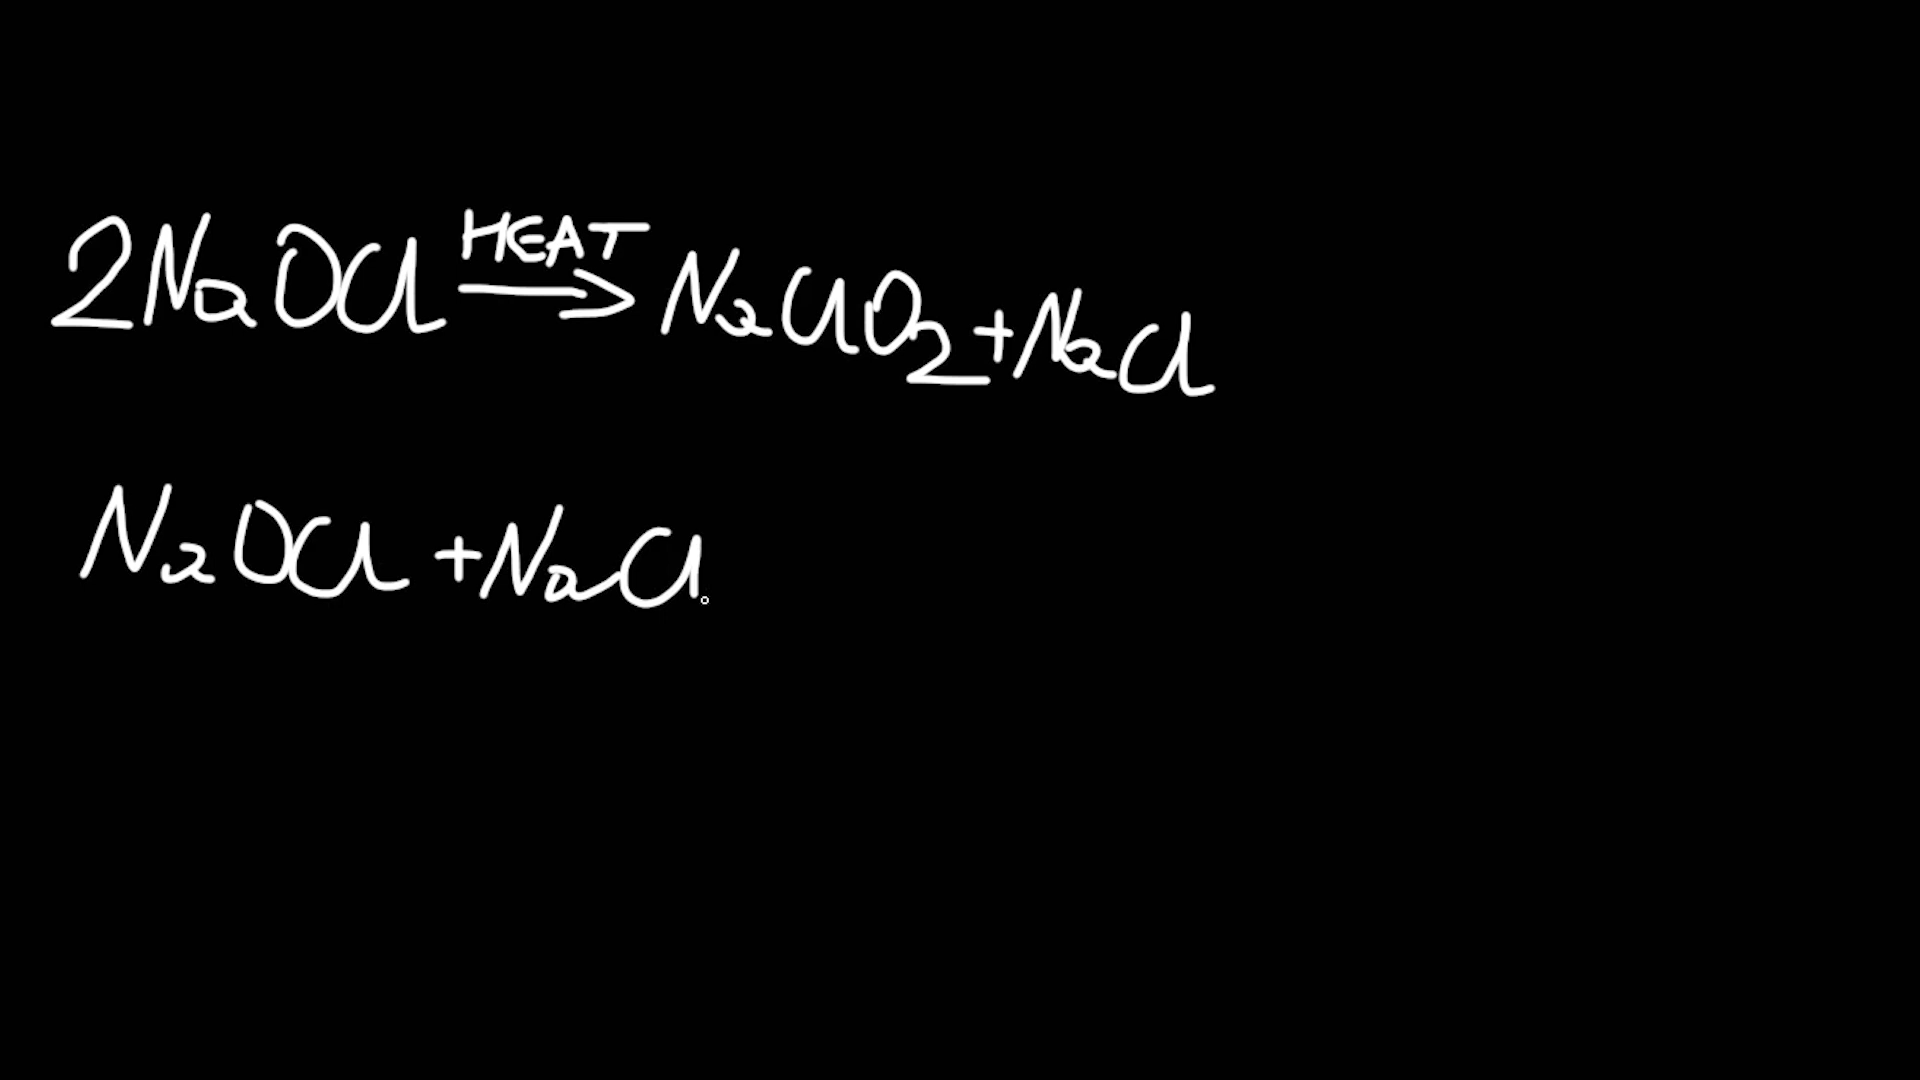 2NaOCl HEAT → NaClO₂ + NaCl
NaOCl + NaCl